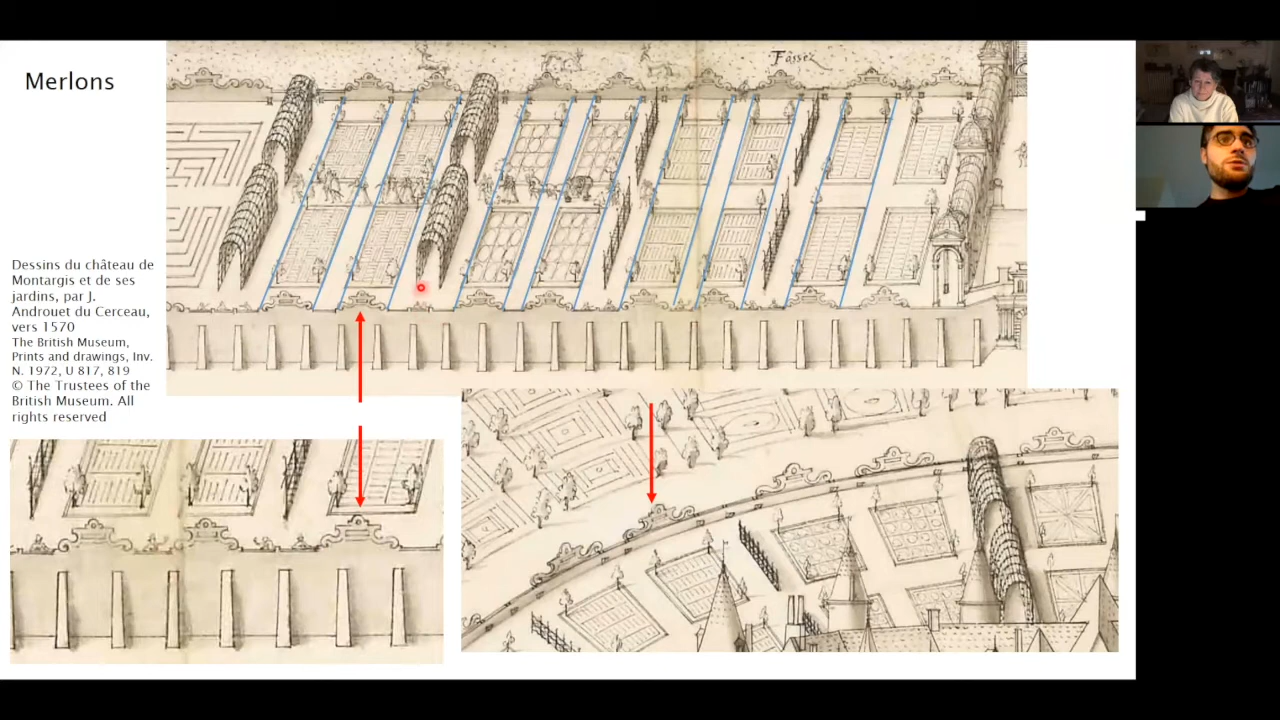 Merlons
Fossez
Dessins du château de
Montargis et de ses
jardins, par J.
Androuet du Cerceau,
vers 1570
The British Museum,
Prints and drawings, Inv.
N. 1972, U 817, 819
© The Trustees of the
British Museum. All
rights reserved